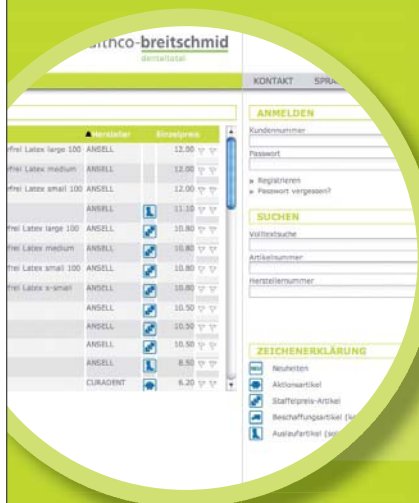 -breitschmid
dentaltotal
KONTAKT
▲Hersteller Einzelpreis
rfrei Latex large 100 ANSELL 12.00
rfrei Latex medium ANSELL 12.00
rfrei Latex small 100 ANSELL 12.00
ANSELL 11.10
frei Latex large 100 ANSELL 10.80
frei Latex medium ANSELL 10.80
frei Latex small 100 ANSELL 10.80
frei Latex x-small ANSELL 10.80
ANSELL 10.50
ANSELL 10.50
ANSELL 10.50
ANSELL 8.50
CURADENT 6.20
ANMELDEN
Kundennummer
Passwort
» Registrieren
» Passwort vergessen?
SUCHEN
Volltextsuche
Artikelnummer
Herstellernummer
ZEICHENERKLÄRUNG
NEU Neuheiten
Aktionsartikel
Staffelpreis-Artikel
Beschaffungsartikel
Auslaufartikel